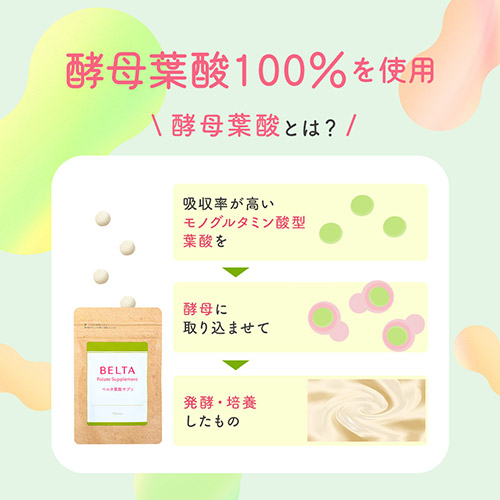 酵母葉酸100%を使用
\ 酵母葉酸とは? /
吸収率が高い
モノグルタミン酸型
葉酸を
酵母に
取り込ませて
発酵・培養
したもの
BELTA
Folate Supplement
ベルタ葉酸サプリ